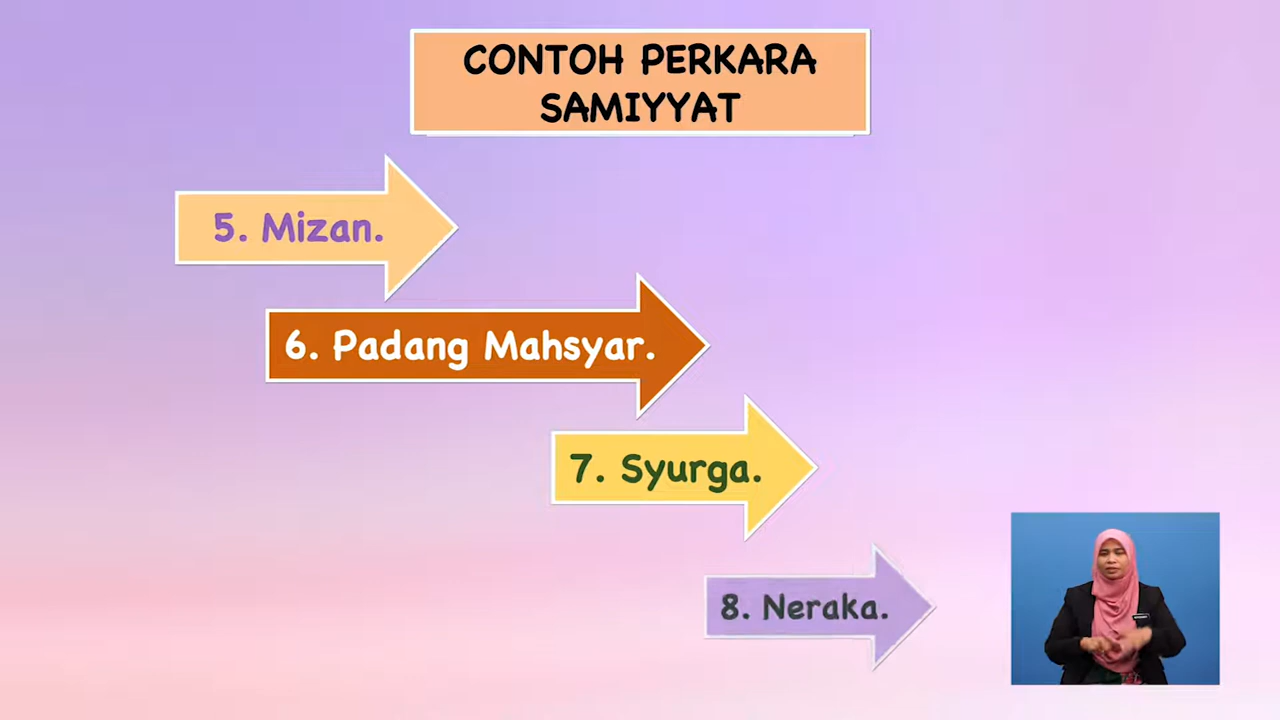 CONTOH PERKARA
SAMIYYAT
5. Mizan.
6. Padang Mahsyar.
7. Syurga.
8. Neraka.